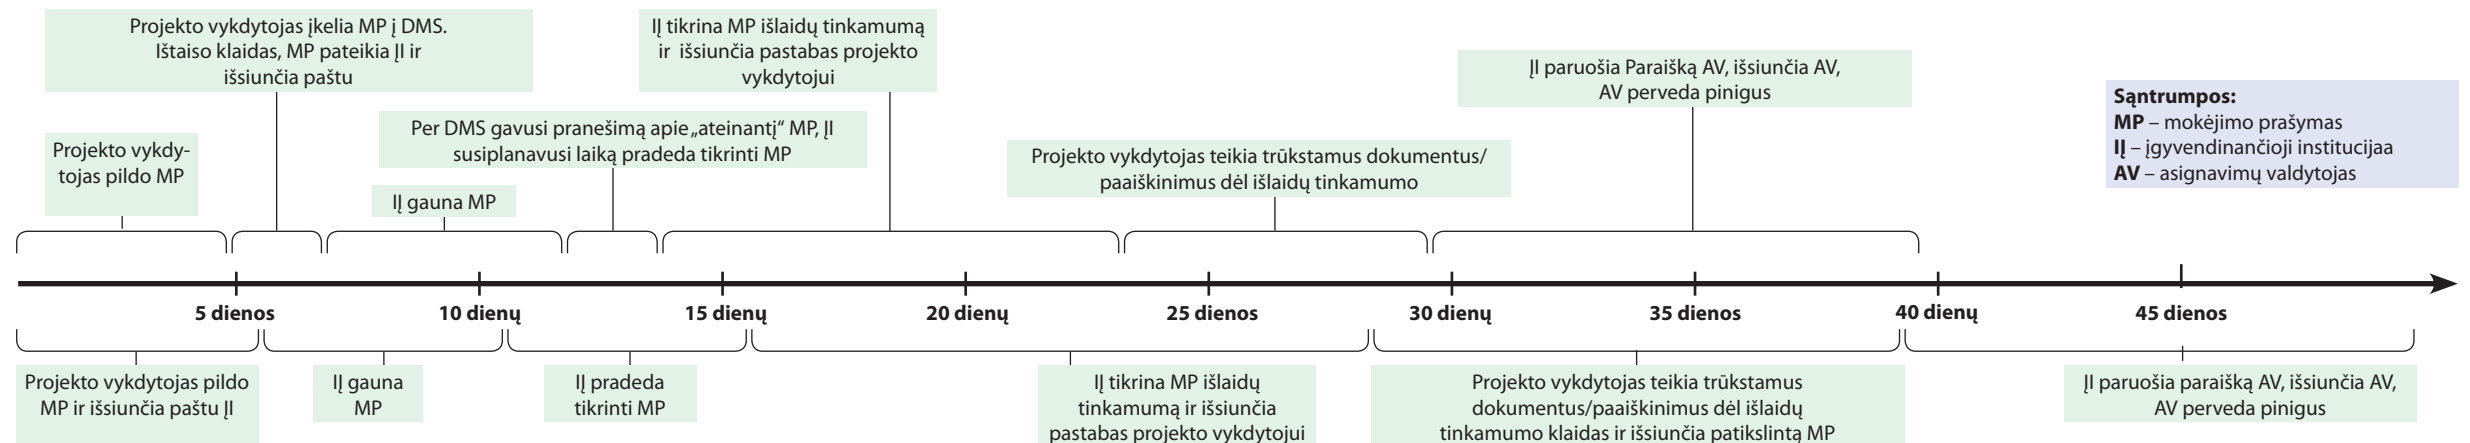 Projekto vykdytojas įkelia MP į DMS.
Ištaiso klaidas, MP pateikia ĮI ir
išsiunčia paštu
IĮ tikrina MP išlaidų tinkamumą
ir išsiunčia pastabas projekto
vykdytojui
ĮI paruošia Paraišką AV, išsiunčia AV,
AV perveda pinigus
Sąntrumpos:
MP – mokėjimo prašymas
IĮ – įgyvendinančioji institucijaa
AV – asignavimų valdytojas
Projekto vykdy-
tojas pildo MP
Per DMS gavusi pranešimą apie „ateinantį“ MP, ĮI
susiplanavusi laiką pradeda tikrinti MP
IĮ gauna MP
Projekto vykdytojas teikia trūkstamus dokumentus/
paaiškinimus dėl išlaidų tinkamumo
5 dienos
10 dienų
15 dienų
20 dienų
25 dienos
30 dienų
35 dienos
40 dienų
45 dienos
Projekto vykdytojas pildo
MP ir išsiunčia paštu ĮI
IĮ gauna
MP
IĮ pradeda
tikrinti MP
IĮ tikrina MP išlaidų
tinkamumą ir išsiunčia
pastabas projekto vykdytojui
Projekto vykdytojas teikia trūkstamus
dokumentus/paaiškinimus dėl išlaidų
tinkamumo klaidas ir išsiunčia patikslintą MP
ĮI paruošia paraišką AV, išsiunčia AV,
AV perveda pinigus